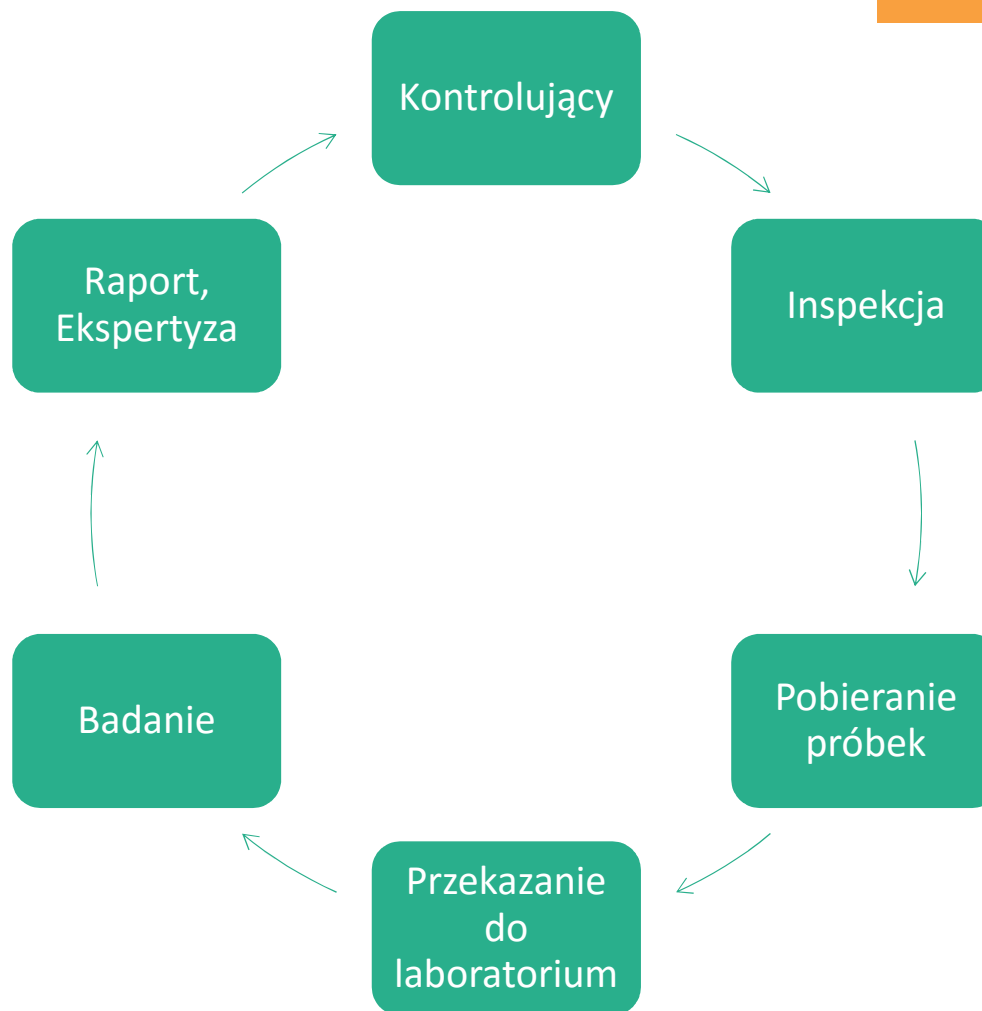 Kontrolujący
Inspekcja
Pobieranie
próbek
Przekazanie
do
laboratorium
Badanie
Raport,
Ekspertyza